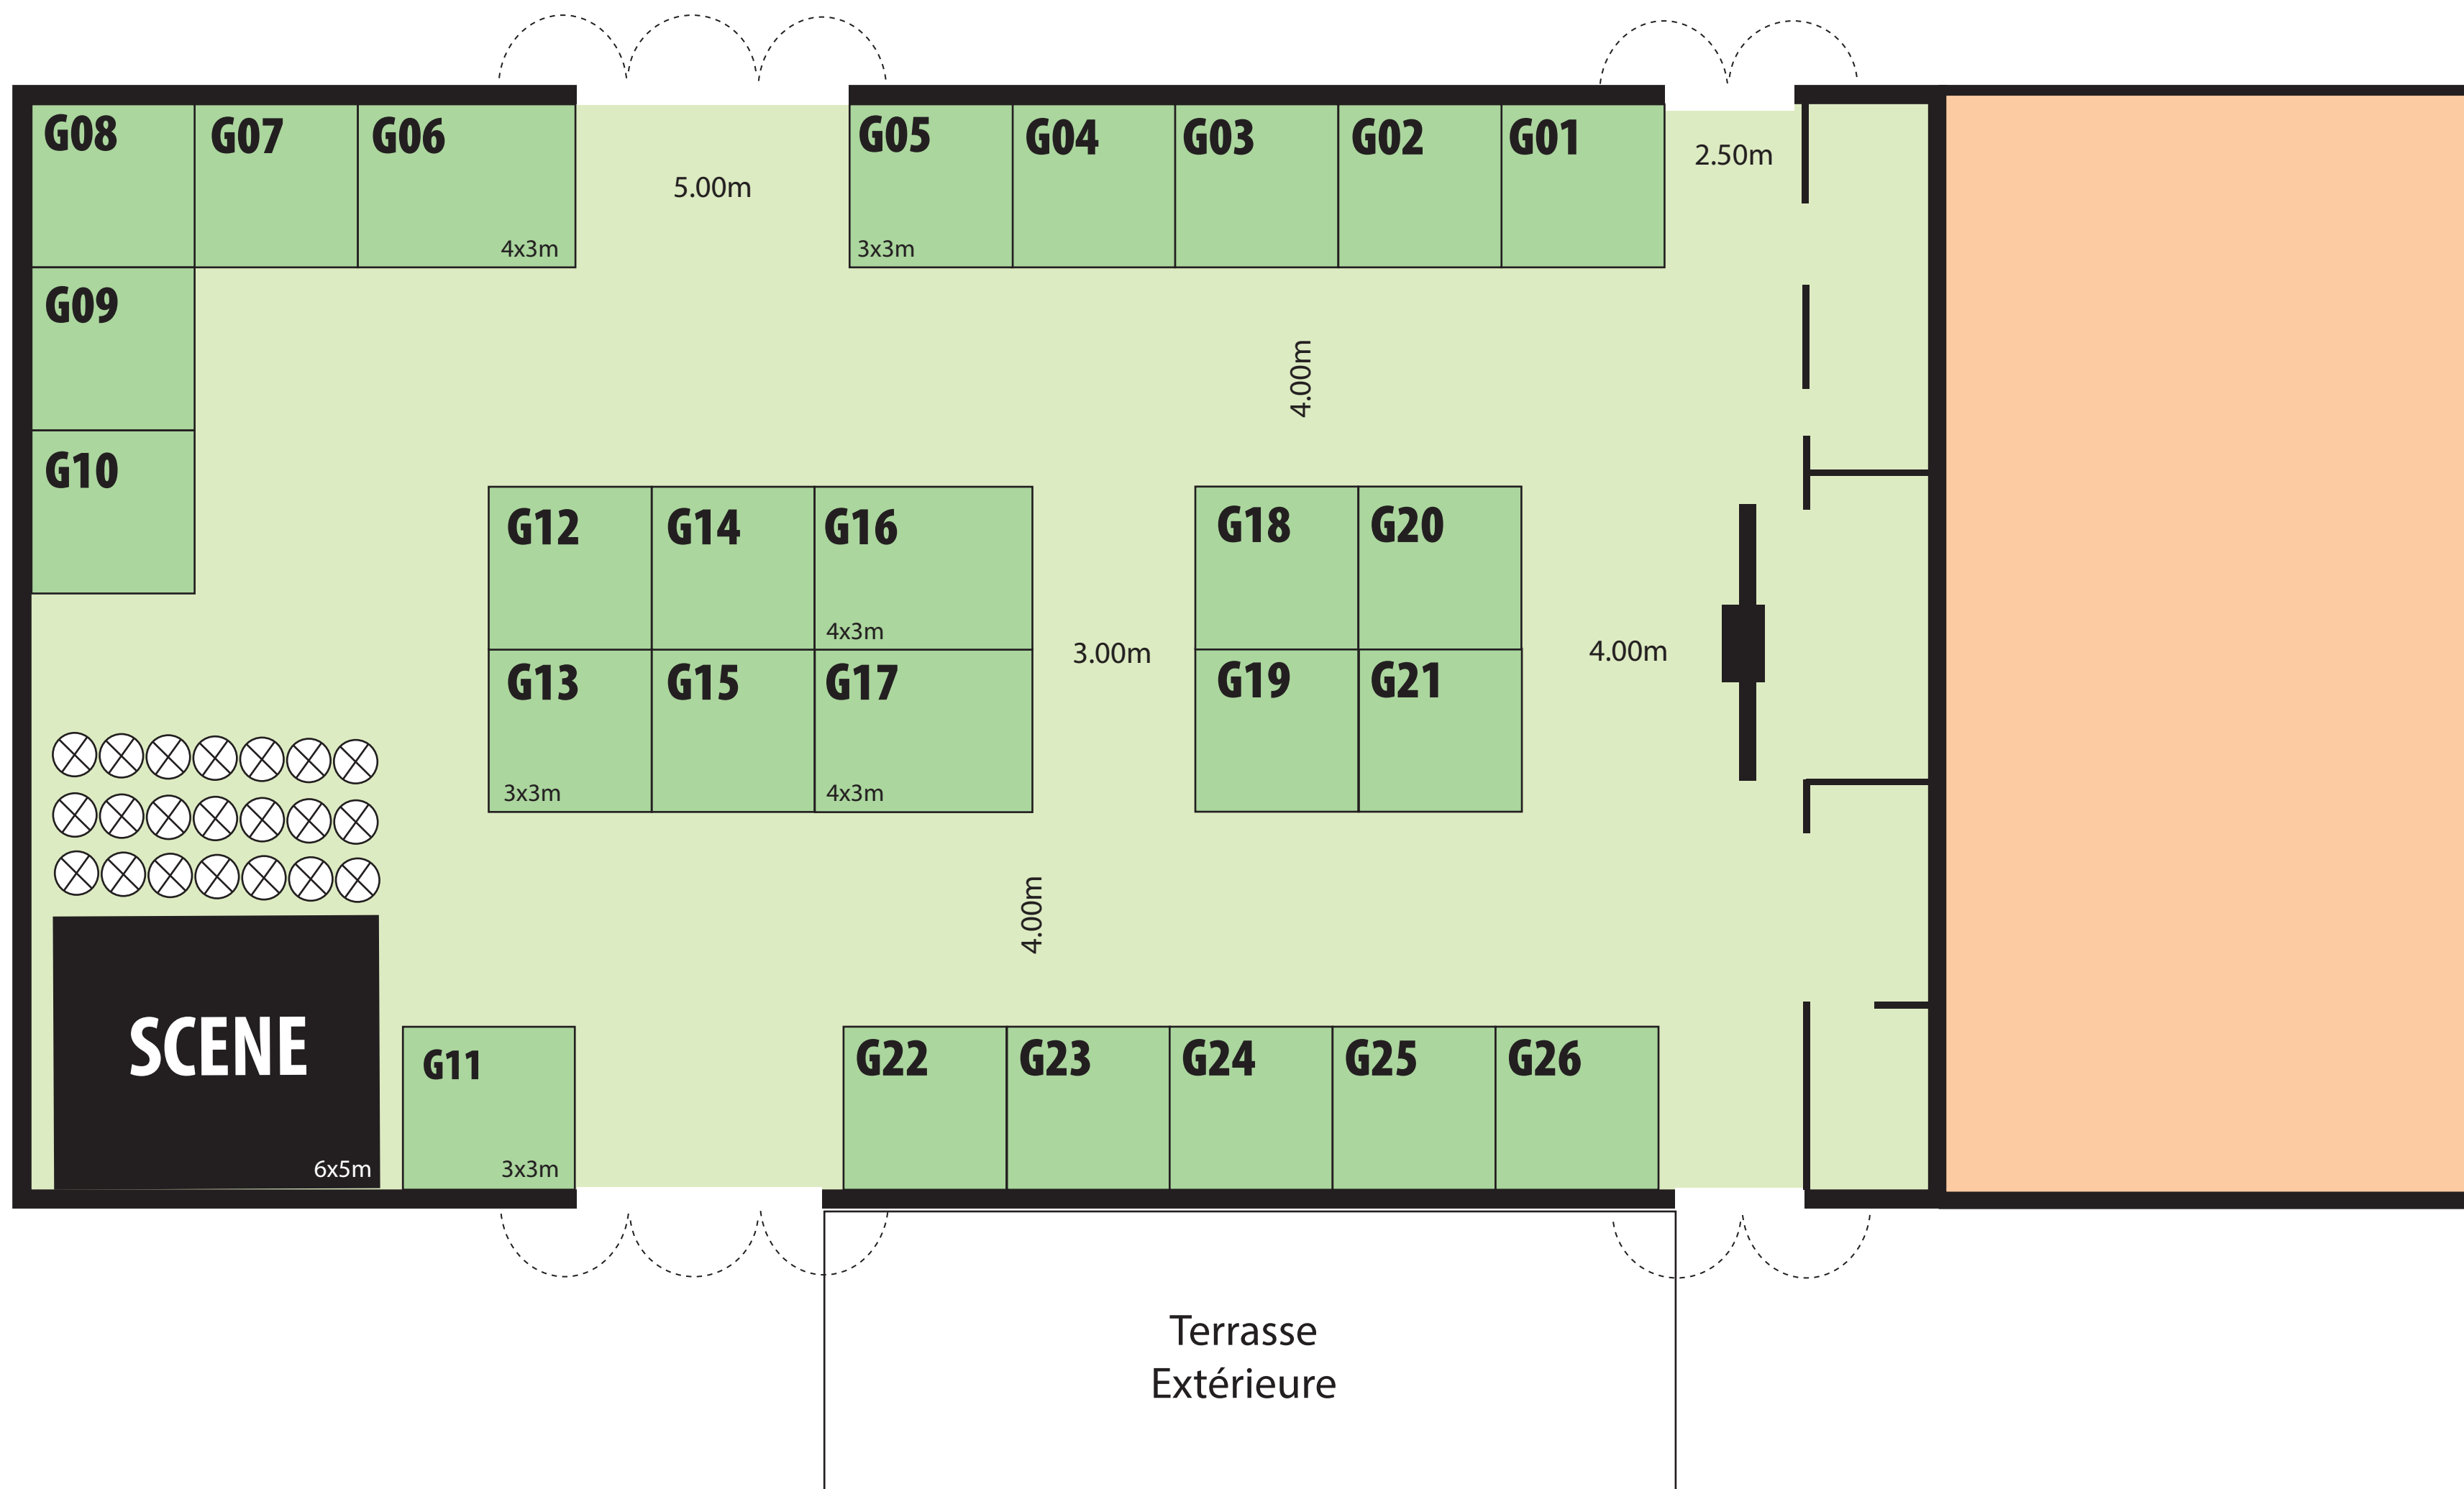 G08
G07
G06
4x3m
5.00m
G05
3x3m
G04
G03
G02
G01
2.50m
G09
G10
4.00m
G12
G14
G16
4x3m
G18
G20
3.00m
4.00m
G13
3x3m
G15
G17
4x3m
G19
G21
4.00m
SCENE
6x5m
G11
3x3m
G22
G23
G24
G25
G26
Terrasse
Extérieure